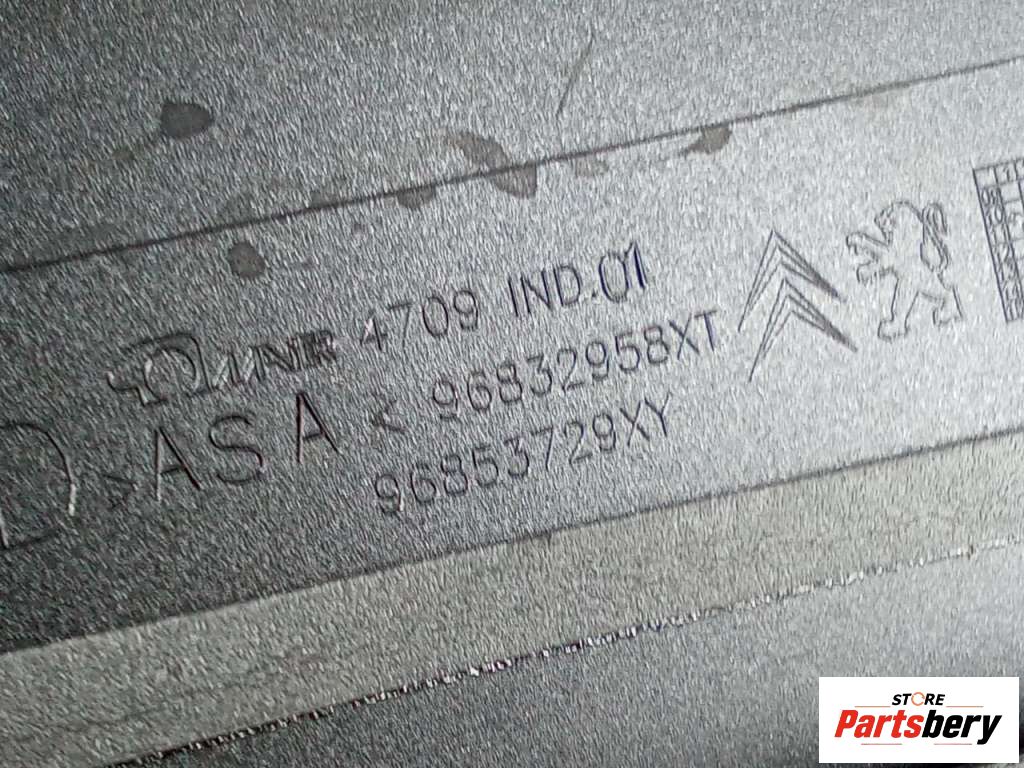 4709 IND.01
>ASA< 96832958XT
96853729XY
STORE
Partsbery